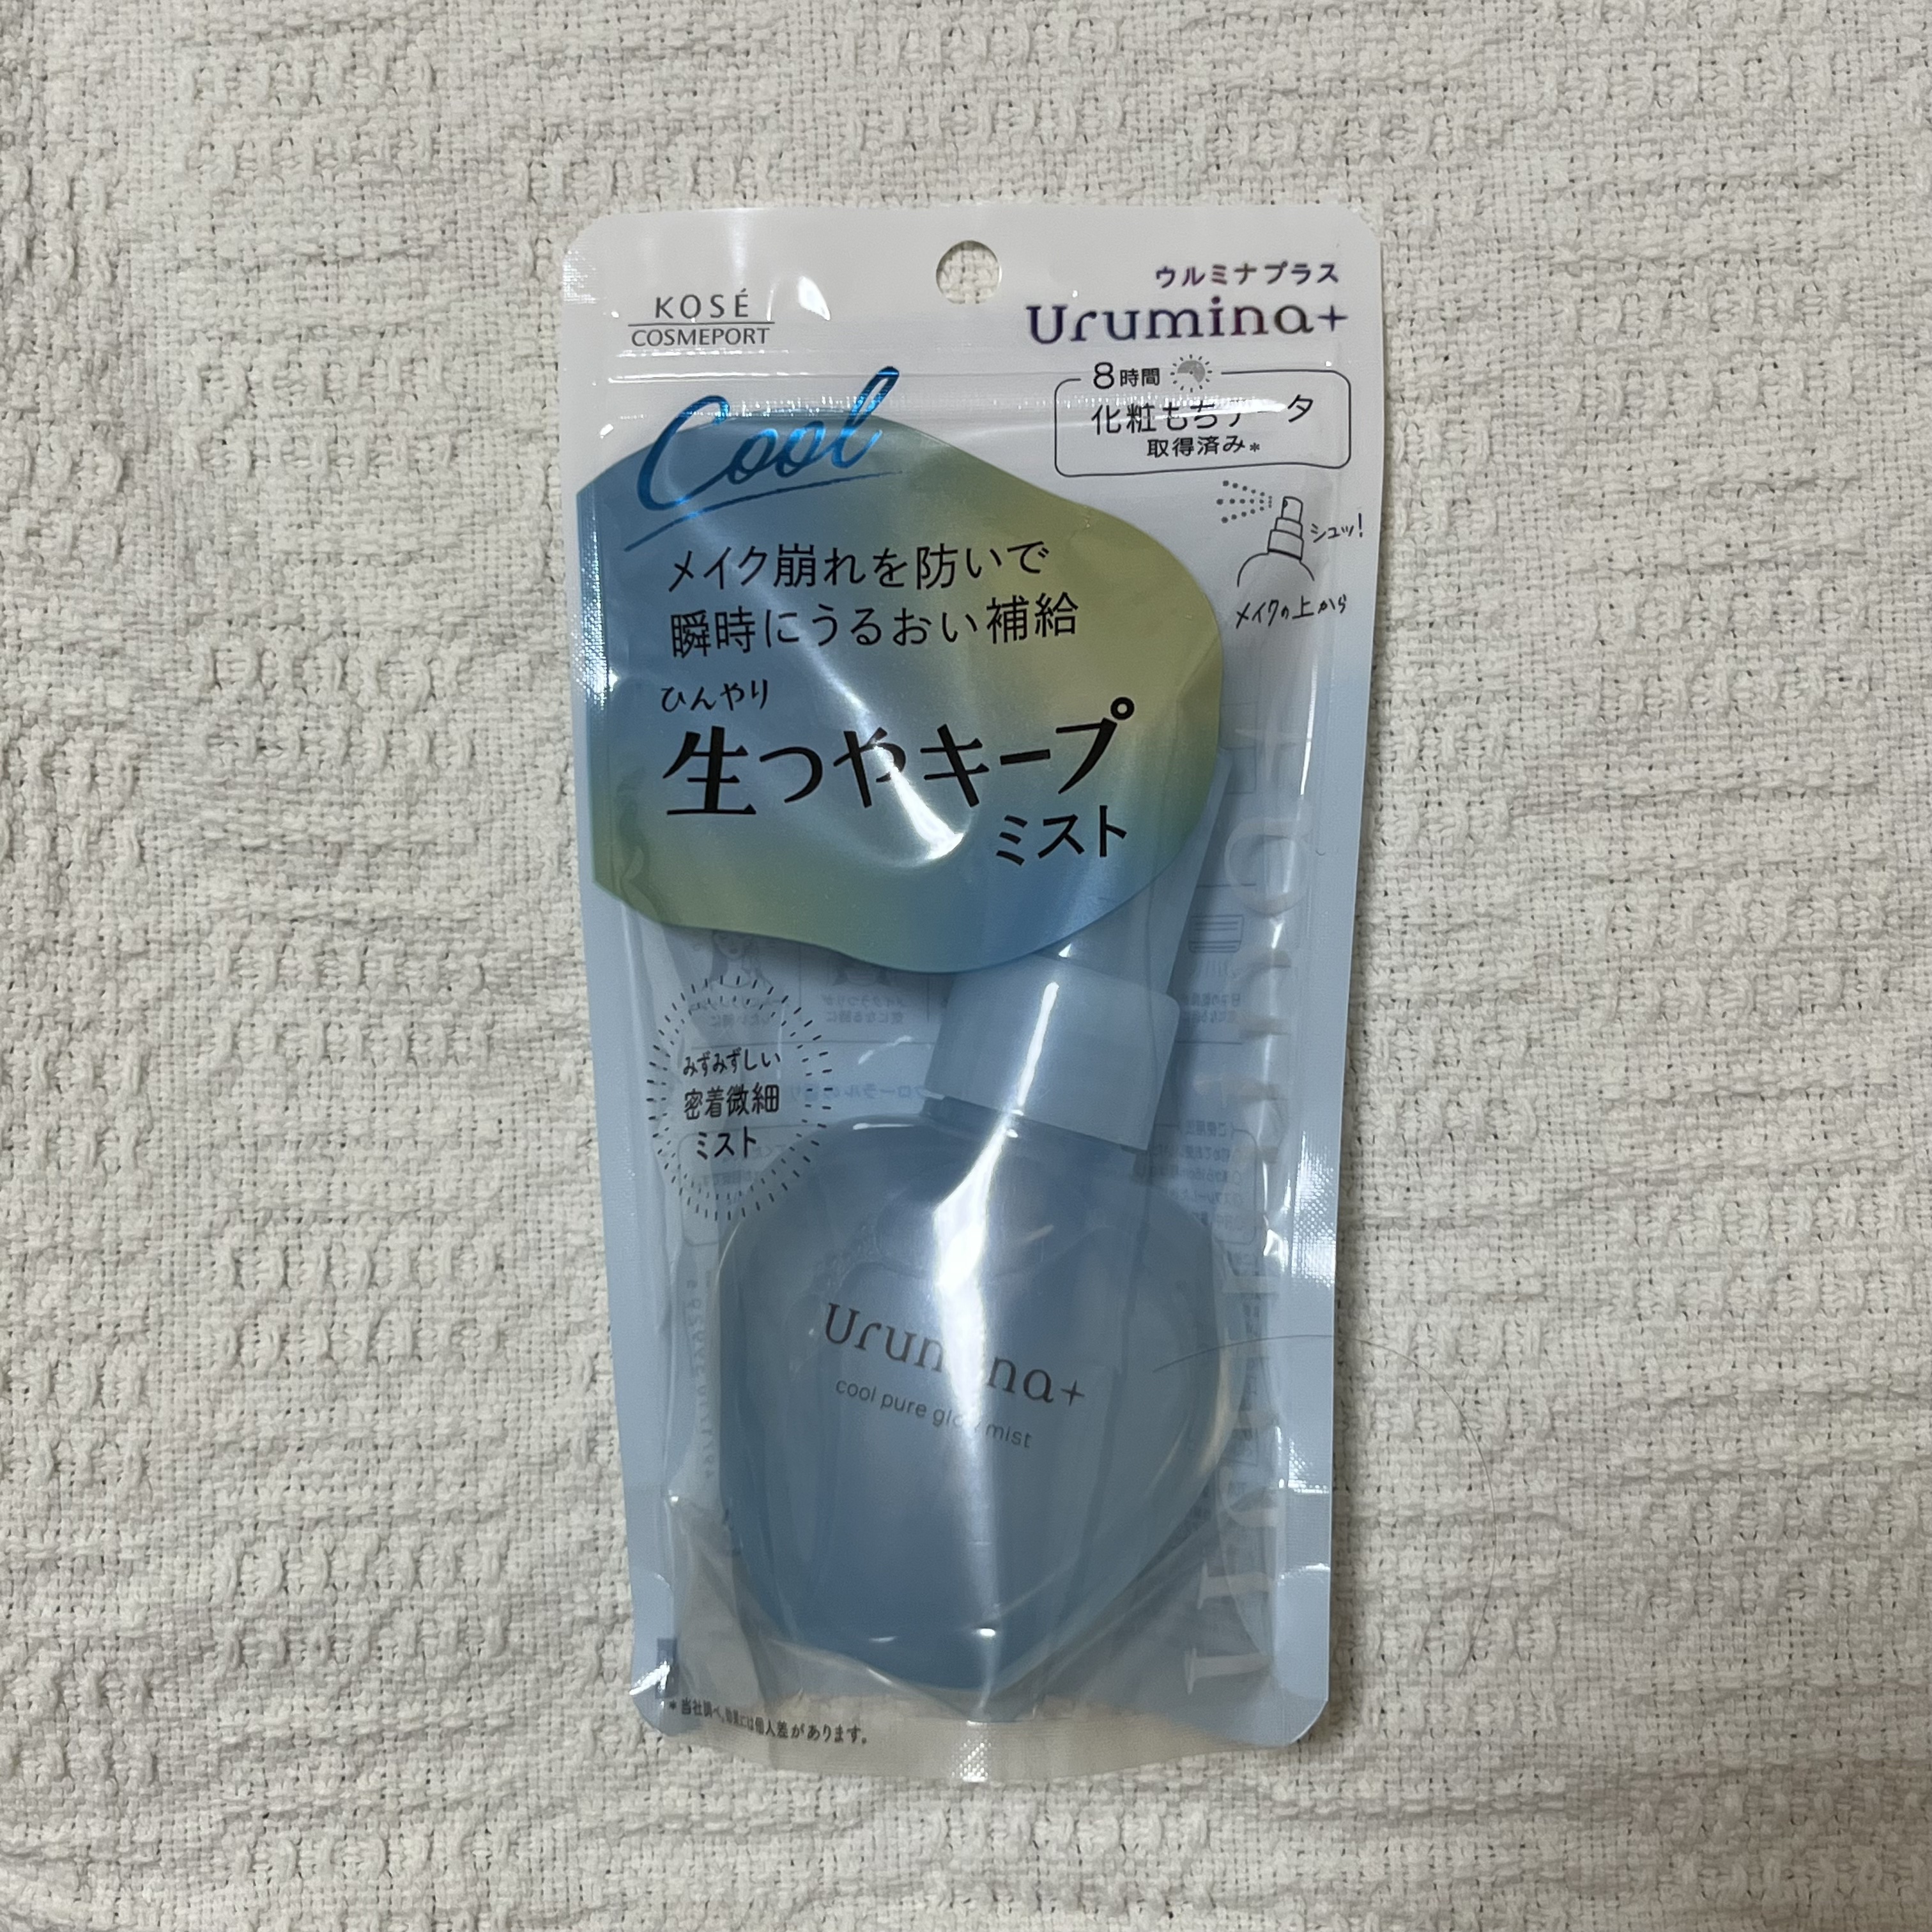 KOSÉ
COSMEPORT
ウルミナプラス
Urumina+
8時間
化粧もちデータ
取得済み*
Cool
シュッ!
メイクの上から
メイク崩れを防いで
瞬時にうるおい補給
ひんやり
生つやキープ
ミスト
みずみずしい
密着微細
ミスト
Urumina+
cool pure glow mist
*当社調べ。効果には個人差があります。